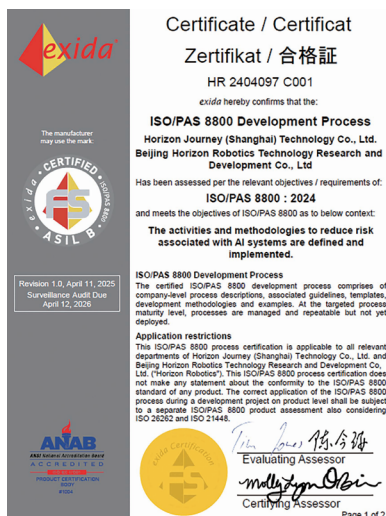 exida
Certificate / Certificat
Zertifikat / 合格証
HR 2404097 C001
exida hereby confirms that the:
ISO/PAS 8800 Development Process
Horizon Journey (Shanghai) Technology Co., Ltd.
Beijing Horizon Robotics Technology Research and
Development Co., Ltd
Has been assessed per the relevant objectives / requirements of:
ISO/PAS 8800 : 2024
and meets the objectives of ISO/PAS 8800 as to below context:
The activities and methodologies to reduce risk
associated with AI systems are defined and
implemented.
ISO/PAS 8800 Development Process
The certified ISO/PAS 8800 development process comprises of
company-level process descriptions, associated guidelines, templates,
development methodologies and examples. At the targeted process
maturity level, processes are managed and repeatable but not yet
deployed.
Application restrictions
This ISO/PAS 8800 process certification is applicable to all relevant
departments of Horizon Journey (Shanghai) Technology Co., Ltd. and
Beijing Horizon Robotics Technology Research and Development Co,
Ltd. ("Horizon Robotics"). This ISO/PAS 8800 process certification does
not make any statement about the conformity to the ISO/PAS 8800
standard of any product. The correct application of the ISO/PAS 8800
process during a development project on product level shall be subject
to a separate ISO/PAS 8800 product assessment also considering
ISO 26262 and ISO 21448.
Evaluating Assessor
Certifying Assessor
Page 1 of 2
The manufacturer
may use the mark:
exida CERTIFIED ISO/PAS 8800
FS
ASIL B
Revision 1.0, April 11, 2025
Surveillance Audit Due
April 12, 2026
ANAB
ANSI National Accreditation Board
ACCREDITED
PRODUCT CERTIFICATION
BODY
#1004
exida Certification